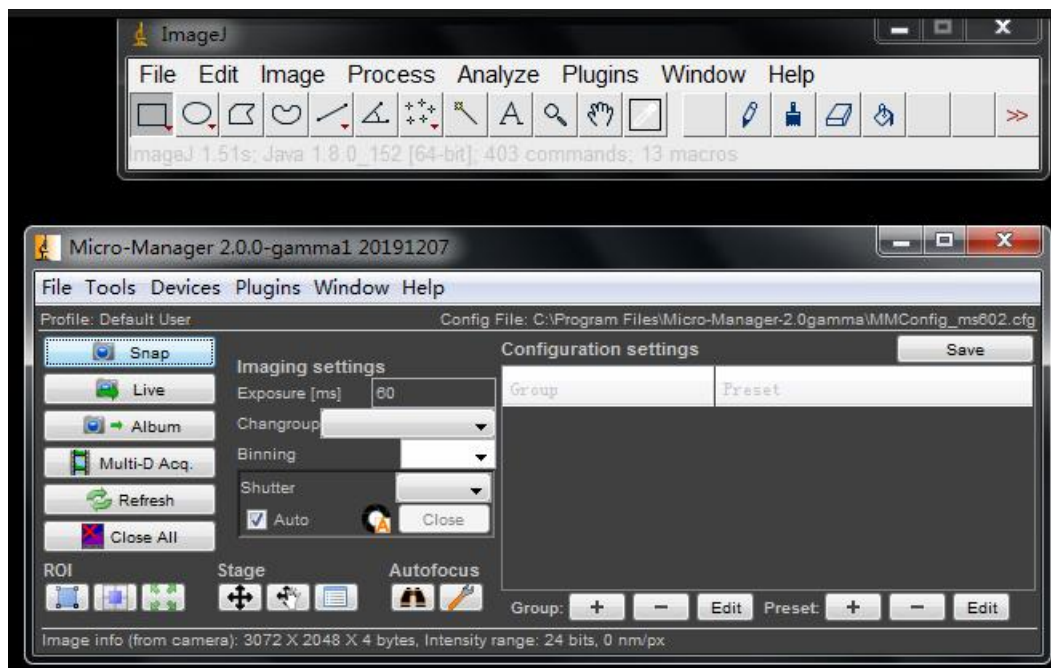 ImageJ
File Edit Image Process Analyze Plugins Window Help
A >>
ImageJ 1.51s; Java 1.8.0_152 [64-bit]; 403 commands; 13 macros
Micro-Manager 2.0.0-gamma1 20191207
File Tools Devices Plugins Window Help
Profile: Default User Config File: C:\Program Files\Micro-Manager-2.0gamma\MMConfig_ms602.cfg
Snap Configuration settings Save
Imaging settings
Live Exposure [ms] 60 Group Preset
Album Changroup
Multi-D Acq. Binning
Refresh Shutter
Auto A Close
Close All
ROI Stage Autofocus
Group: + - Edit Preset: + - Edit
Image info (from camera): 3072 X 2048 X 4 bytes, Intensity range: 24 bits, 0 nm/px